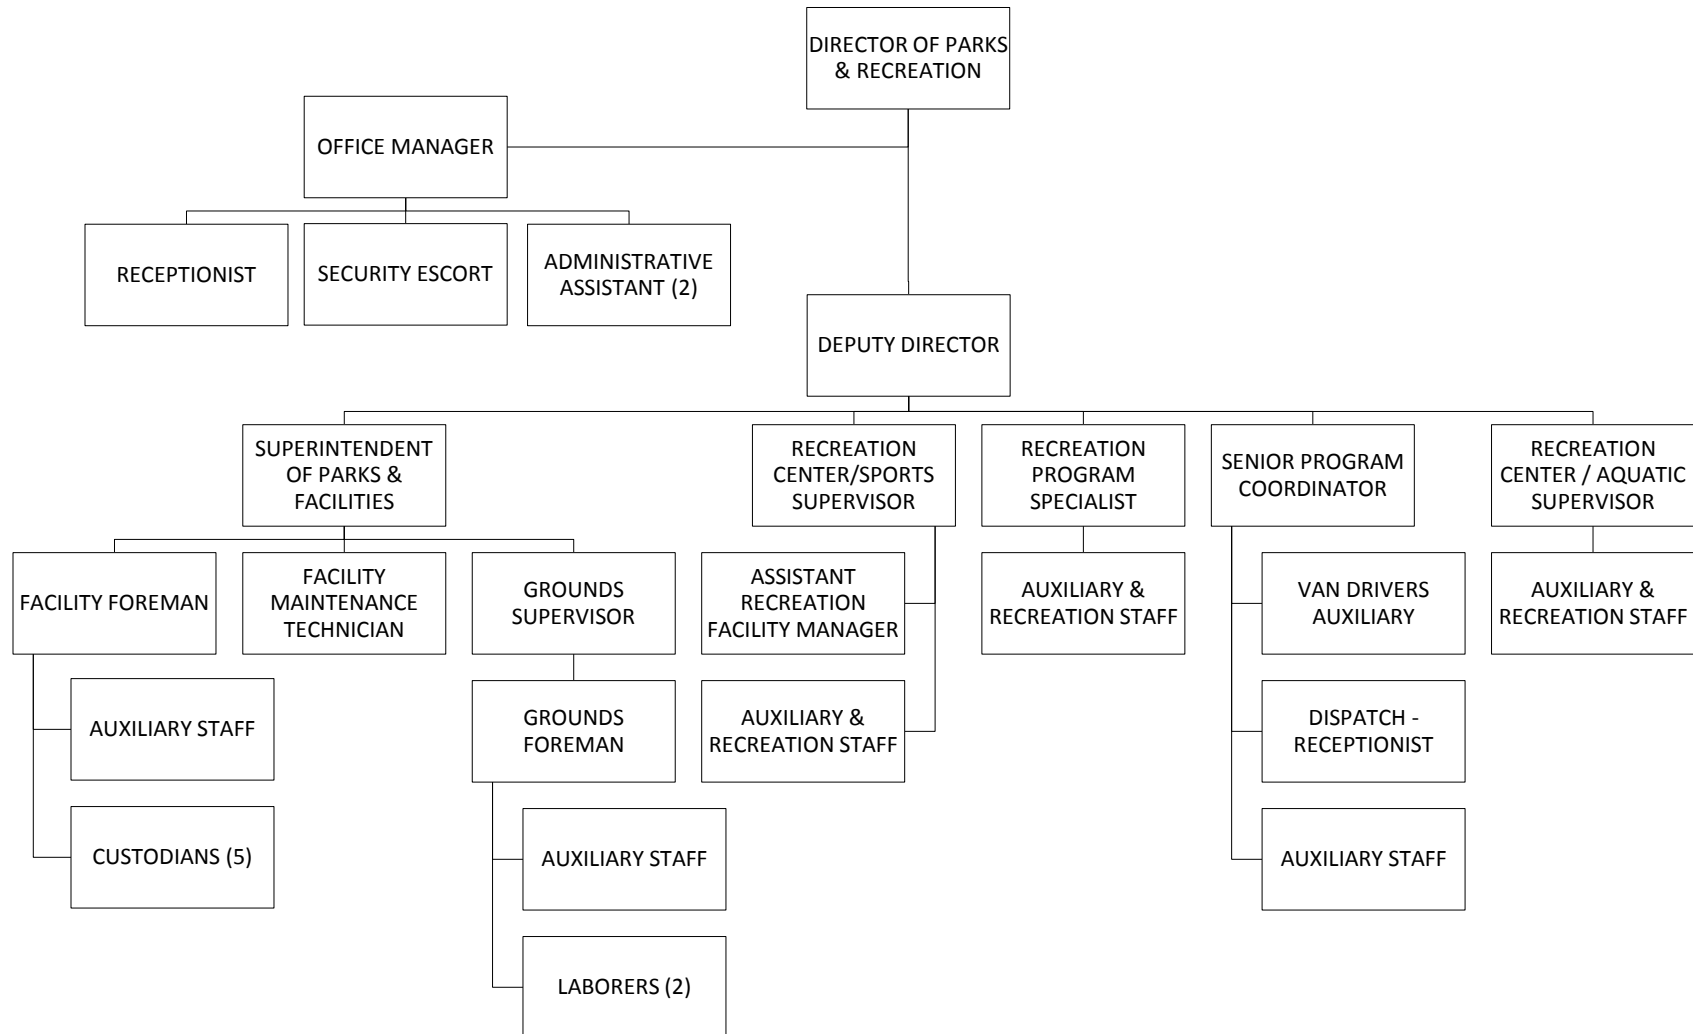 DIRECTOR OF PARKS
& RECREATION
OFFICE MANAGER
RECEPTIONIST
SECURITY ESCORT
ADMINISTRATIVE
ASSISTANT (2)
DEPUTY DIRECTOR
SUPERINTENDENT
OF PARKS &
FACILITIES
RECREATION
CENTER/SPORTS
SUPERVISOR
RECREATION
PROGRAM
SPECIALIST
SENIOR PROGRAM
COORDINATOR
RECREATION
CENTER / AQUATIC
SUPERVISOR
FACILITY FOREMAN
FACILITY
MAINTENANCE
TECHNICIAN
GROUNDS
SUPERVISOR
ASSISTANT
RECREATION
FACILITY MANAGER
AUXILIARY &
RECREATION STAFF
VAN DRIVERS
AUXILIARY
AUXILIARY &
RECREATION STAFF
AUXILIARY STAFF
GROUNDS
FOREMAN
AUXILIARY &
RECREATION STAFF
DISPATCH -
RECEPTIONIST
CUSTODIANS (5)
AUXILIARY STAFF
AUXILIARY STAFF
LABORERS (2)